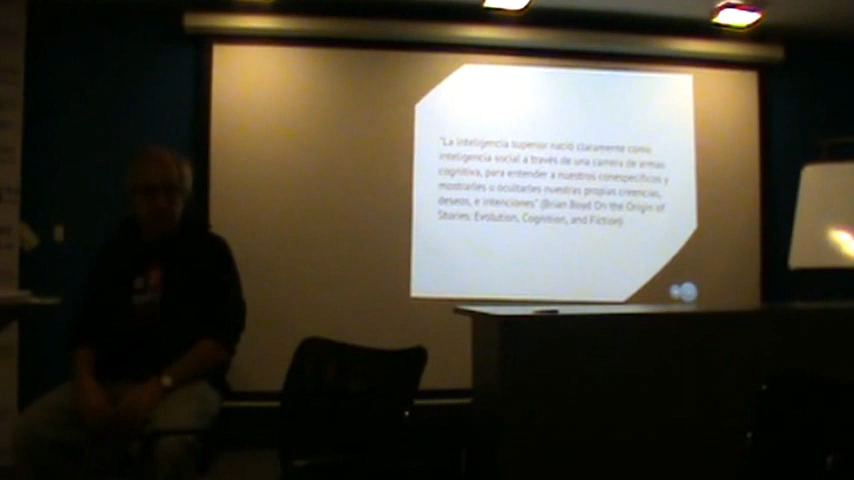 "La inteligencia superior nació claramente como
inteligencia social a través de una carrera de armas
cognitiva, para entender a nuestros conespecíficos y
mostrarles u ocultarles nuestras propias creencias,
deseos, e intenciones" (Brian Boyd On the Origin of
Stories: Evolution, Cognition, and Fiction)